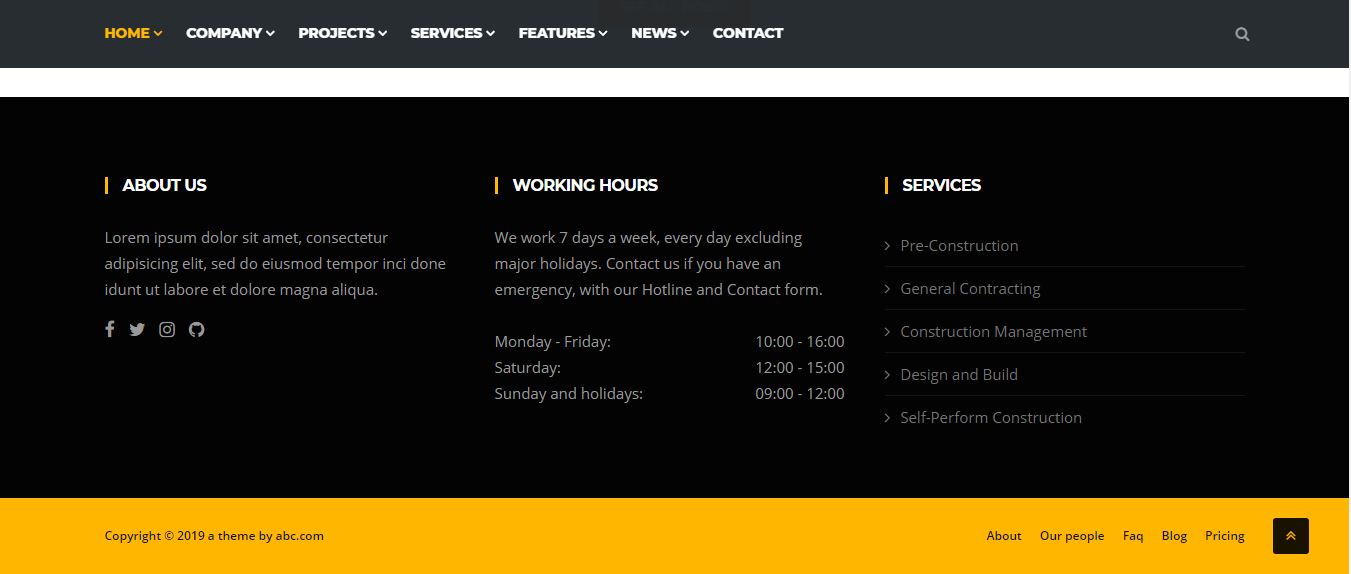 HOME COMPANY PROJECTS SERVICES FEATURES NEWS CONTACT
ABOUT US
Lorem ipsum dolor sit amet, consectetur
adipisicing elit, sed do eiusmod tempor inci done
idunt ut labore et dolore magna aliqua.
WORKING HOURS
We work 7 days a week, every day excluding
major holidays. Contact us if you have an
emergency, with our Hotline and Contact form.
Monday - Friday: 10:00 - 16:00
Saturday: 12:00 - 15:00
Sunday and holidays: 09:00 - 12:00
SERVICES
Pre-Construction
General Contracting
Construction Management
Design and Build
Self-Perform Construction
Copyright © 2019 a theme by abc.com
About Our people Faq Blog Pricing